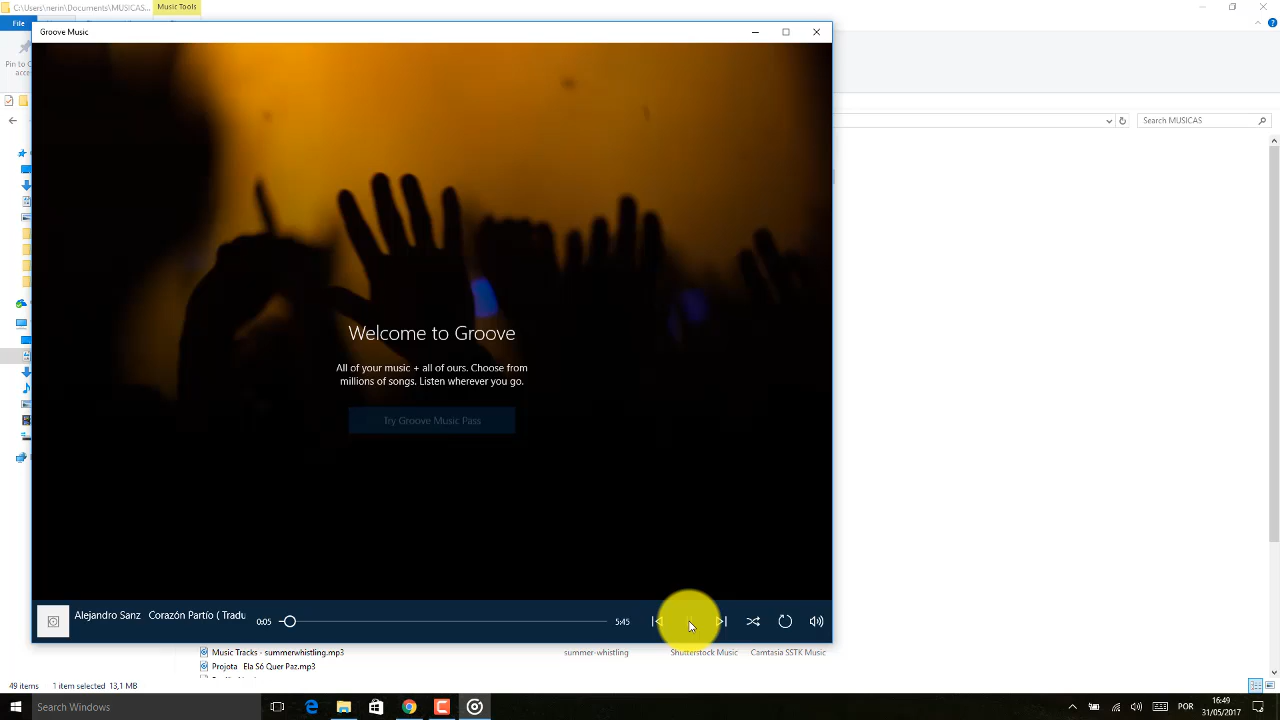 C:\Users\nerin\Documents\MUSICAS...
Music Tools
File
Groove Music
Pin to
acces
Search MUSICAS
Welcome to Groove
All of your music + all of ours. Choose from
millions of songs. Listen wherever you go.
Try Groove Music Pass
Alejandro Sanz Corazón Partío ( Tradu
0:05
5:45
Music Tracks - summerwhistling.mp3
summer-whistling
Shutterstock Music
Camtasia SSTK Music
Projota Ela Só Quer Paz.mp3
49 items
1 item selected 13,1 MB
Search Windows
POR
16:49
31/05/2017